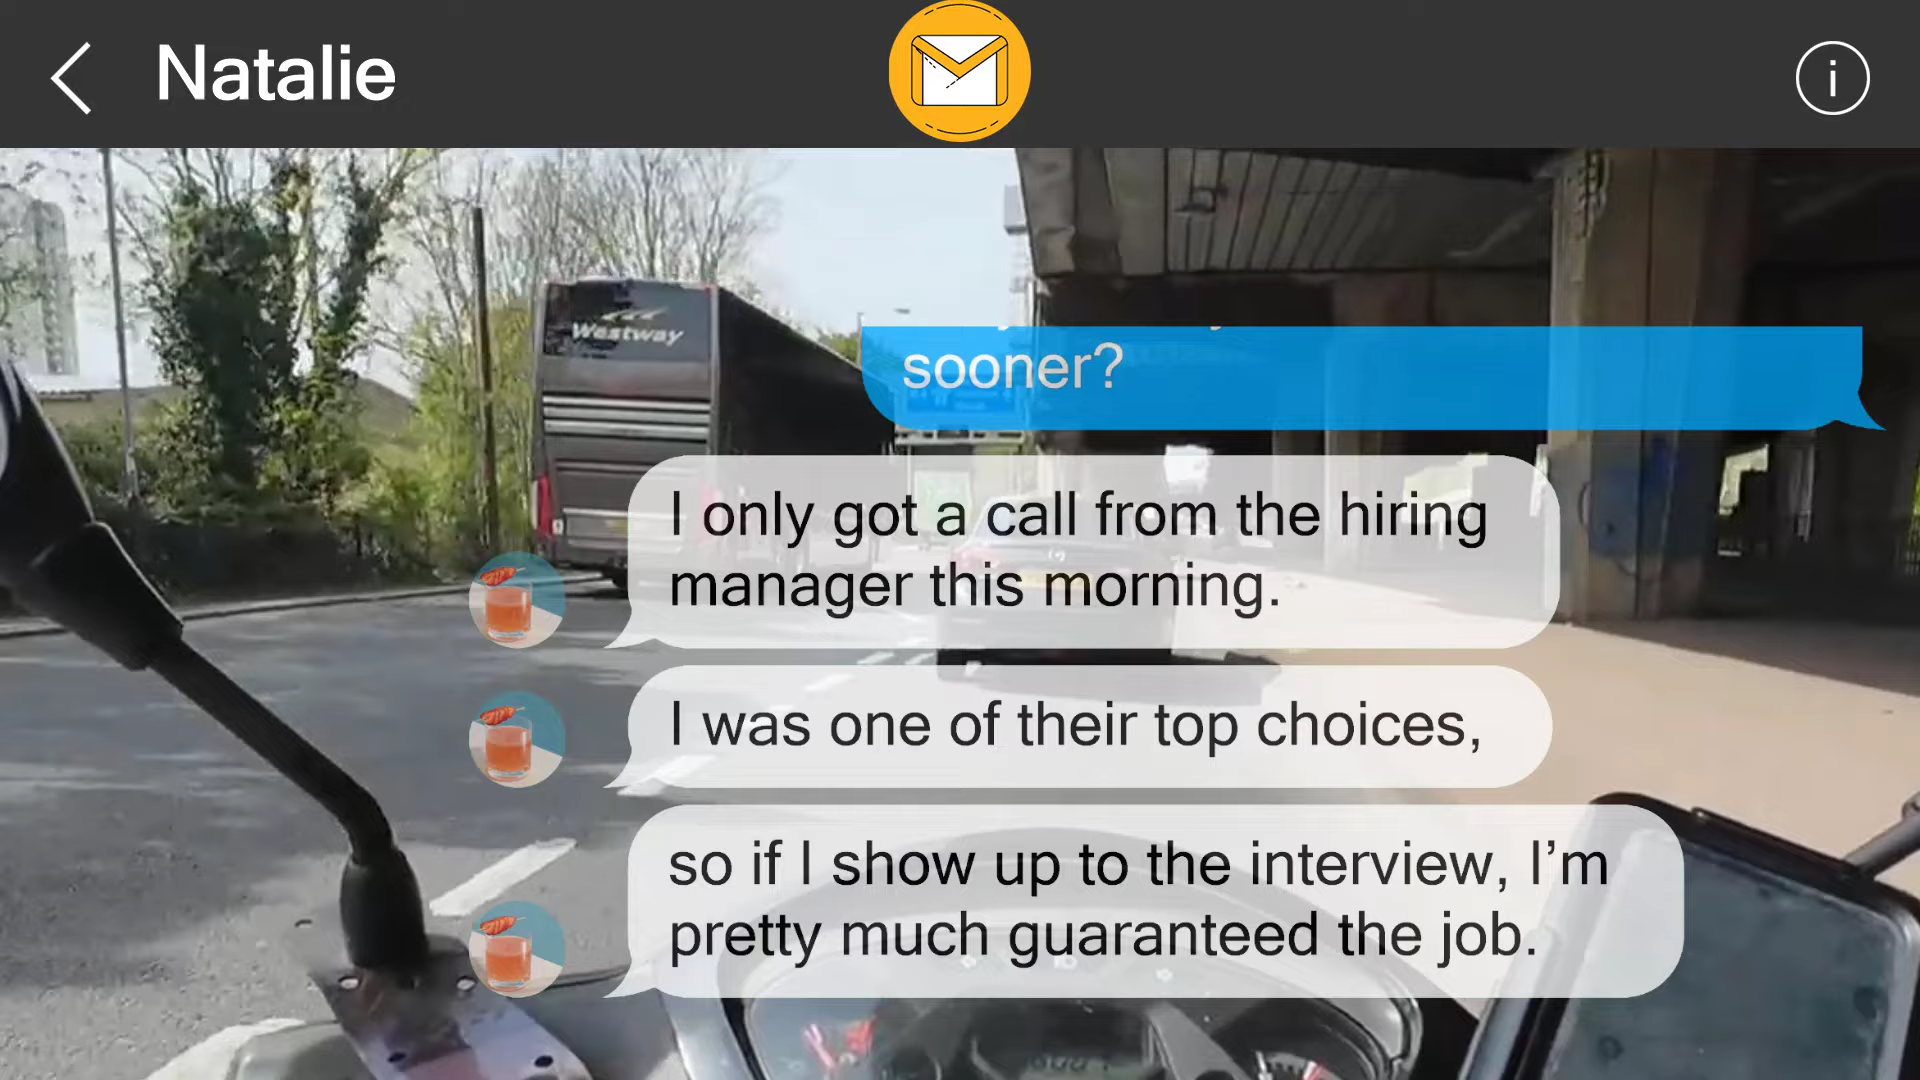 Natalie
Westway
sooner?
I only got a call from the hiring
manager this morning.
I was one of their top choices,
so if I show up to the interview, I’m
pretty much guaranteed the job.